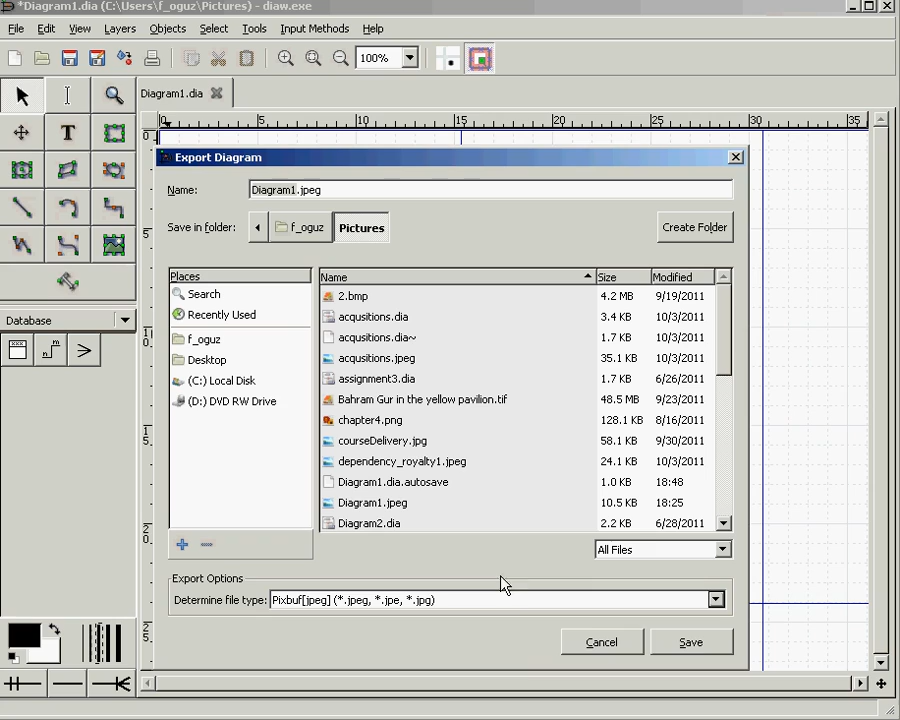 *Diagram1.dia (C:\Users\f_oguz\Pictures) - diaw.exe
File Edit View Layers Objects Select Tools Input Methods Help
100%
Diagram1.dia
0 5 10 15 20 25 30 35
0
5
10
15
20
25
T
Database
Export Diagram
Name: Diagram1.jpeg
Save in folder: f_oguz Pictures Create Folder
Places
Search
Recently Used
f_oguz
Desktop
(C:) Local Disk
(D:) DVD RW Drive
Name Size Modified
2.bmp 4.2 MB 9/19/2011
acqusitions.dia 3.4 KB 10/3/2011
acqusitions.dia~ 1.7 KB 10/3/2011
acqusitions.jpeg 35.1 KB 10/3/2011
assignment3.dia 1.7 KB 6/26/2011
Bahram Gur in the yellow pavilion.tif 48.5 MB 9/23/2011
chapter4.png 128.1 KB 8/16/2011
courseDelivery.jpg 58.1 KB 9/30/2011
dependency_royalty1.jpeg 24.1 KB 10/3/2011
Diagram1.dia.autosave 1.0 KB 18:48
Diagram1.jpeg 10.5 KB 18:25
Diagram2.dia 2.2 KB 6/28/2011
All Files
Export Options
Determine file type: Pixbuf[jpeg] (*.jpeg, *.jpe, *.jpg)
Cancel Save